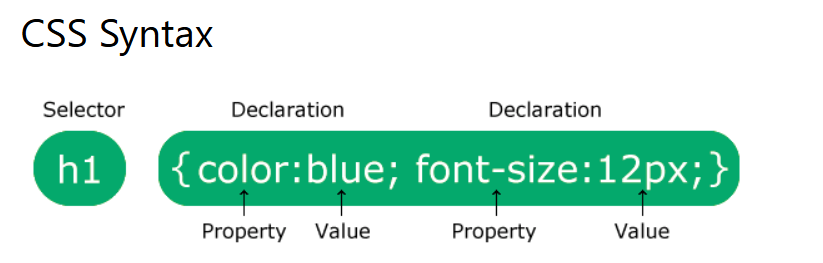 CSS Syntax
Selector Declaration Declaration
h1 {color:blue; font-size:12px;}
Property Value Property Value